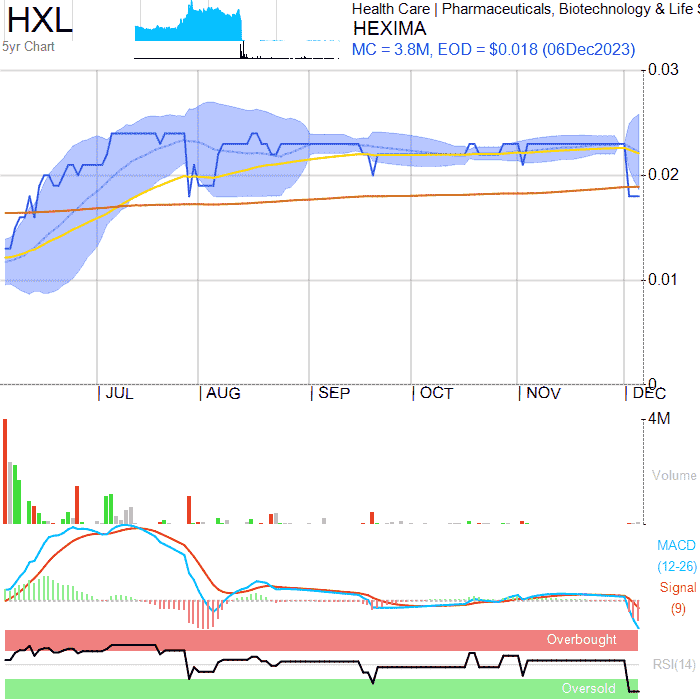 HXL
5yr Chart
Health Care | Pharmaceuticals, Biotechnology & Life S
HEXIMA
MC = 3.8M, EOD = $0.018 (06Dec2023)
0.03
0.02
0.01
0
JUL
AUG
SEP
OCT
NOV
DEC
4M
Volume
MACD
(12-26)
Signal
(9)
Overbought
RSI(14)
Oversold